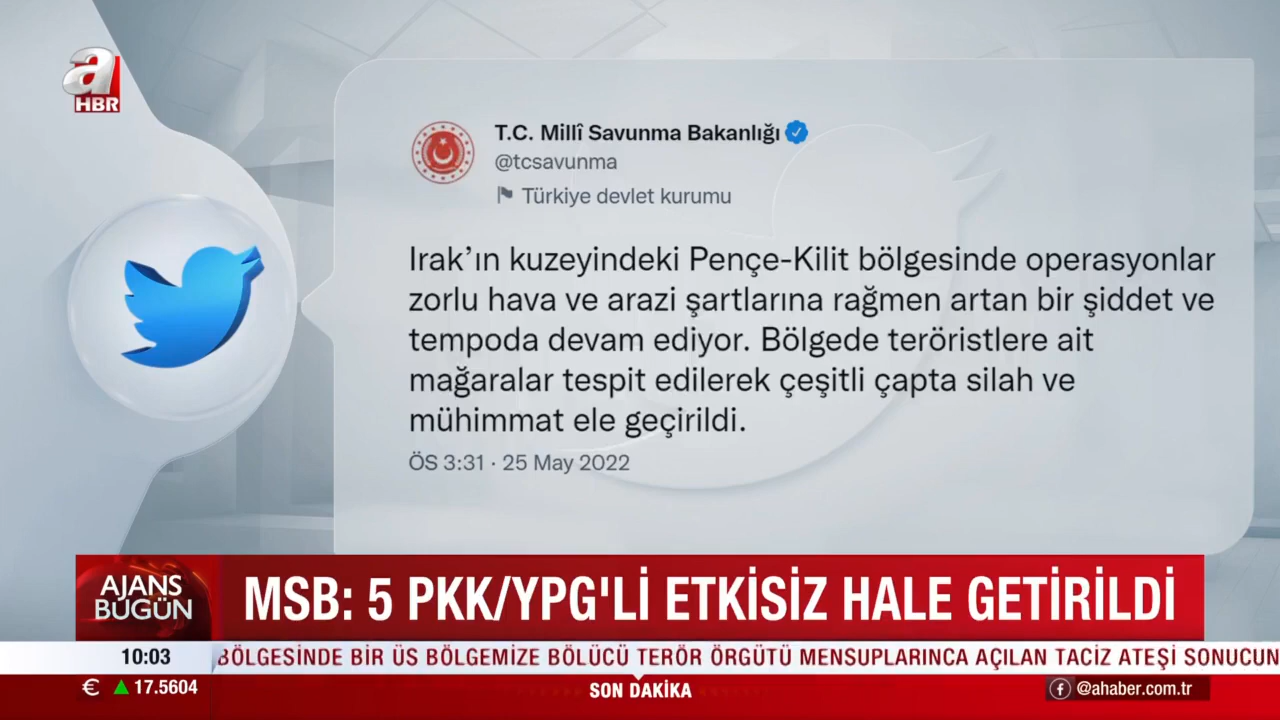 a
HBR
T.C. Millî Savunma Bakanlığı
@tcsavunma
Türkiye devlet kurumu
Irak’ın kuzeyindeki Pençe-Kilit bölgesinde operasyonlar
zorlu hava ve arazi şartlarına rağmen artan bir şiddet ve
tempoda devam ediyor. Bölgede teröristlere ait
mağaralar tespit edilerek çeşitli çapta silah ve
mühimmat ele geçirildi.
ÖS 3:31 · 25 May 2022
AJANS
BUGÜN
MSB: 5 PKK/YPG'Lİ ETKİSİZ HALE GETİRİLDİ
10:03
BÖLGESİNDE BİR ÜS BÖLGEMİZE BÖLÜCÜ TERÖR ÖRGÜTÜ MENSUPLARINCA AÇILAN TACİZ ATEŞİ SONUCUN
€ ▲ 17.5604
SON DAKİKA
@ahaber.com.tr